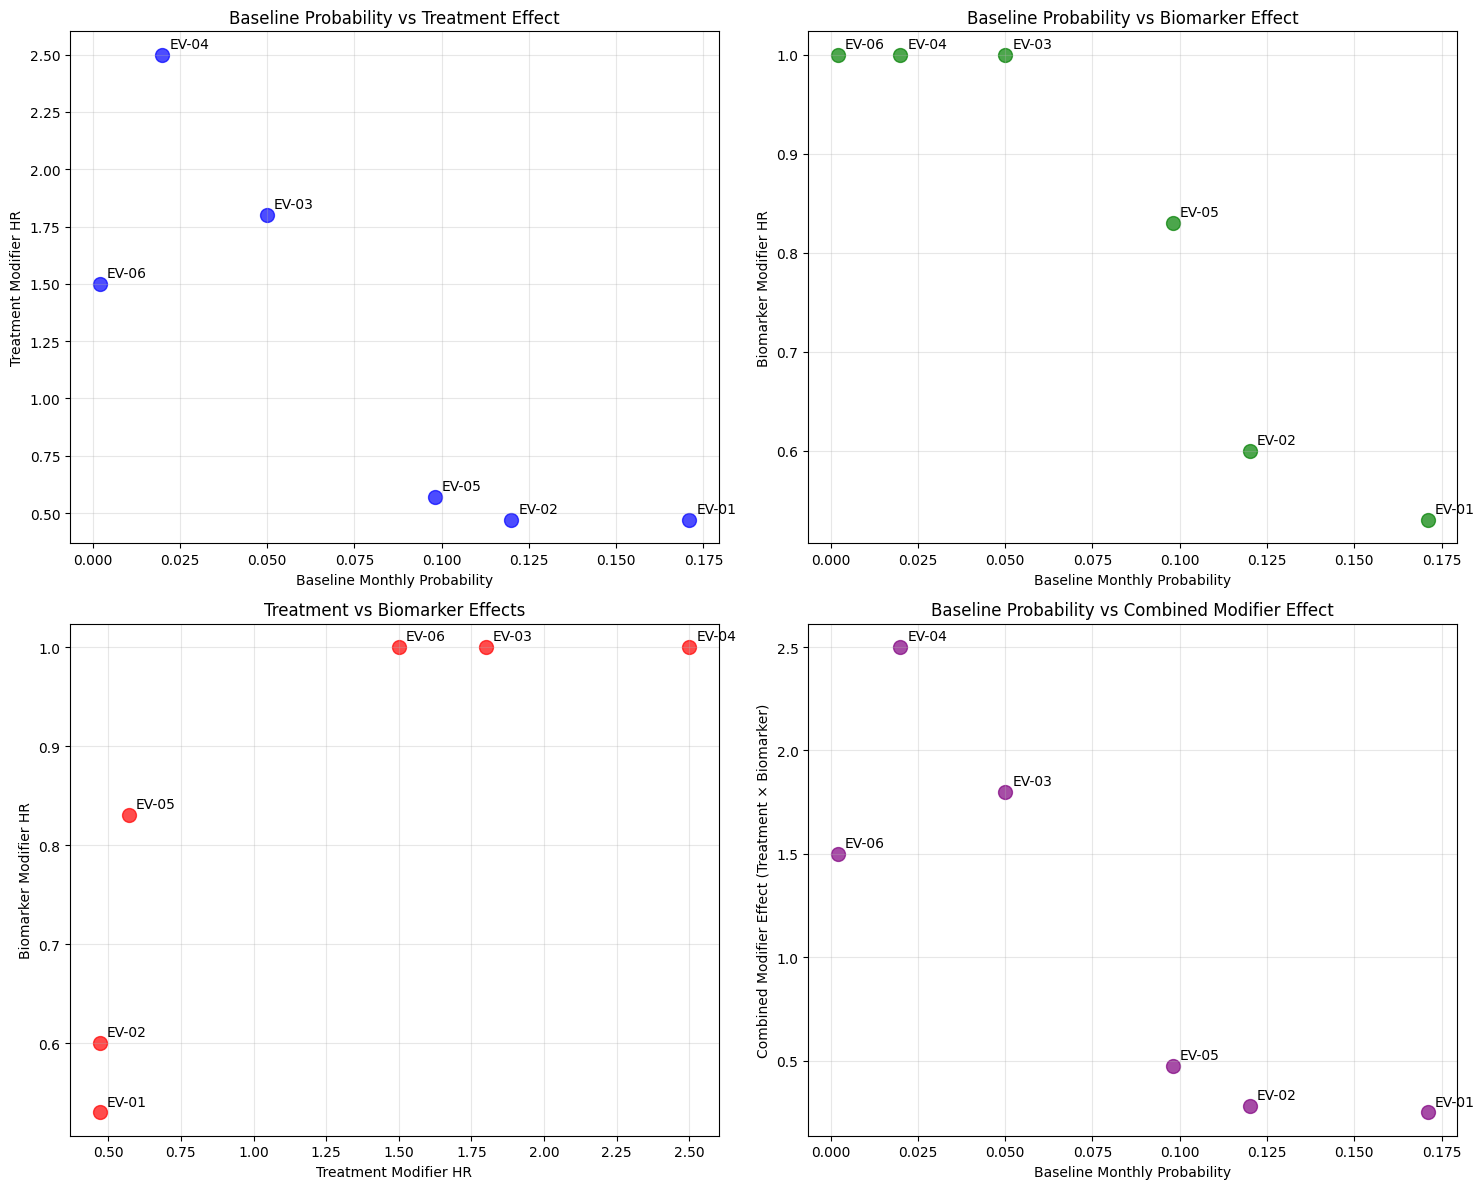 Baseline Probability vs Treatment Effect
Treatment Modifier HR
2.50
2.25
2.00
1.75
1.50
1.25
1.00
0.75
0.50
EV-04
EV-03
EV-06
EV-05
EV-02
EV-01
0.000 0.025 0.050 0.075 0.100 0.120 0.150 0.175
Baseline Monthly Probability
Baseline Probability vs Biomarker Effect
Biomarker Modifier HR
1.0
0.9
0.8
0.7
0.6
EV-06 EV-04 EV-03
EV-05
EV-02
EV-01
0.000 0.025 0.050 0.075 0.100 0.125 0.150 0.175
Baseline Monthly Probability
Treatment vs Biomarker Effects
Biomarker Modifier HR
1.0
0.9
0.8
0.7
0.6
EV-06 EV-03 EV-04
EV-05
EV-02
EV-01
0.50 0.75 1.00 1.25 1.50 1.75 2.00 2.25 2.50
Treatment Modifier HR
Baseline Probability vs Combined Modifier Effect
Combined Modifier Effect (Treatment × Biomarker)
2.5
2.0
1.5
1.0
0.5
EV-04
EV-03
EV-06
EV-05
EV-02
EV-01
0.000 0.025 0.050 0.075 0.100 0.125 0.150 0.175
Baseline Monthly Probability